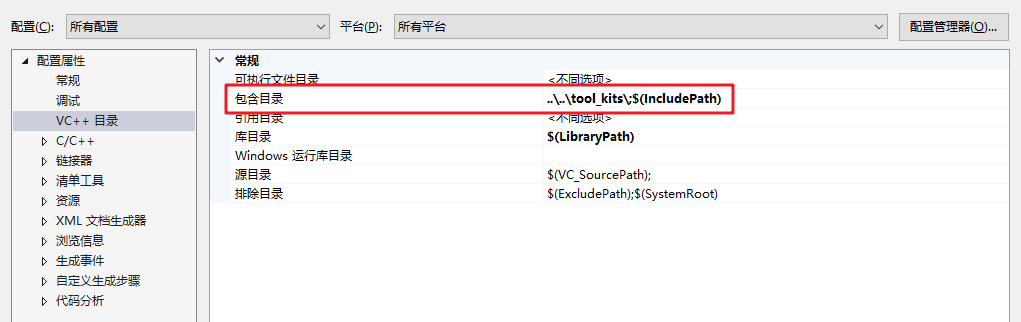 配置(C): 所有配置 平台(P): 所有平台 配置管理器(O)...
配置属性
常规
调试
VC++ 目录
C/C++
链接器
清单工具
资源
XML 文档生成器
浏览信息
生成事件
自定义生成步骤
代码分析
常规
可执行文件目录 <不同选项>
包含目录 ..\..\tool_kits\;$(IncludePath)
引用目录 <不同选项>
库目录 $(LibraryPath)
Windows 运行库目录
源目录 $(VC_SourcePath);
排除目录 $(ExcludePath);$(SystemRoot)